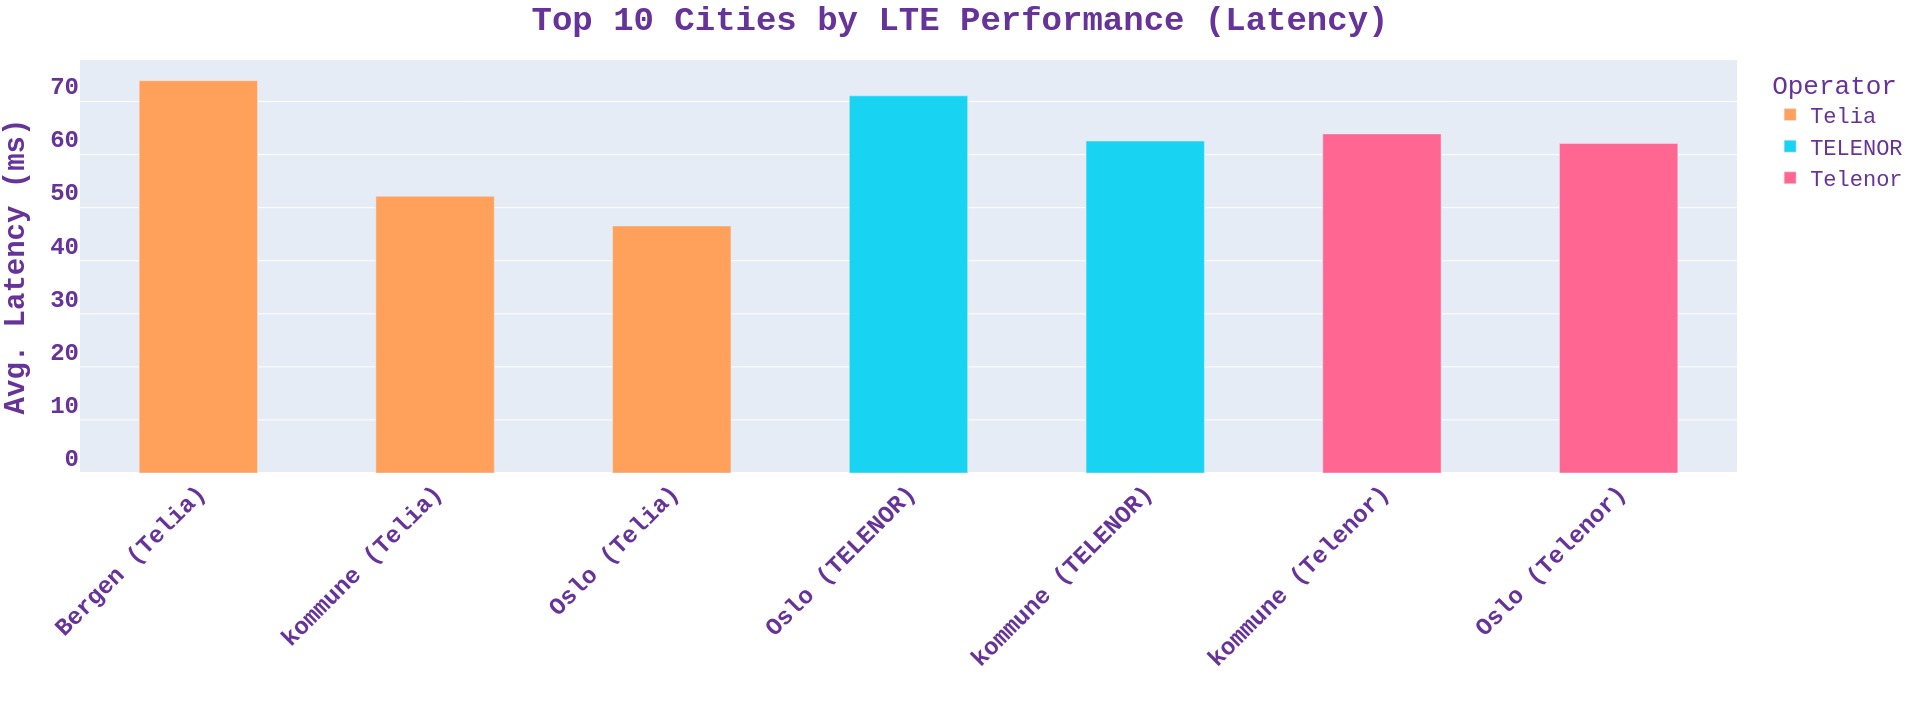 Top 10 Cities by LTE Performance (Latency)
Avg. Latency (ms)
70
60
50
40
30
20
10
0
Bergen (Telia)
kommune (Telia)
Oslo (Telia)
Oslo (TELENOR)
kommune (TELENOR)
kommune (Telenor)
Oslo (Telenor)
Operator
Telia
TELENOR
Telenor